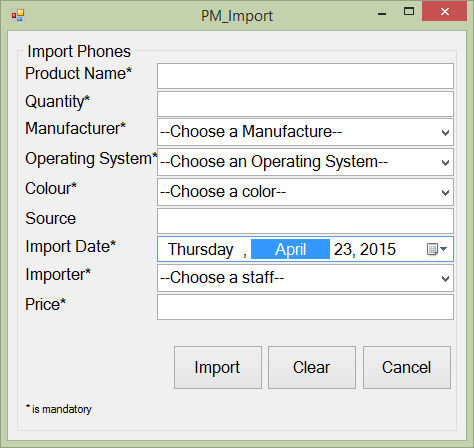 PM_Import
Import Phones
Product Name*
Quantity*
Manufacturer* --Choose a Manufacture--
Operating System* --Choose an Operating System--
Colour* --Choose a color--
Source
Import Date* Thursday , April 23, 2015
Importer* --Choose a staff--
Price*
Import Clear Cancel
* is mandatory